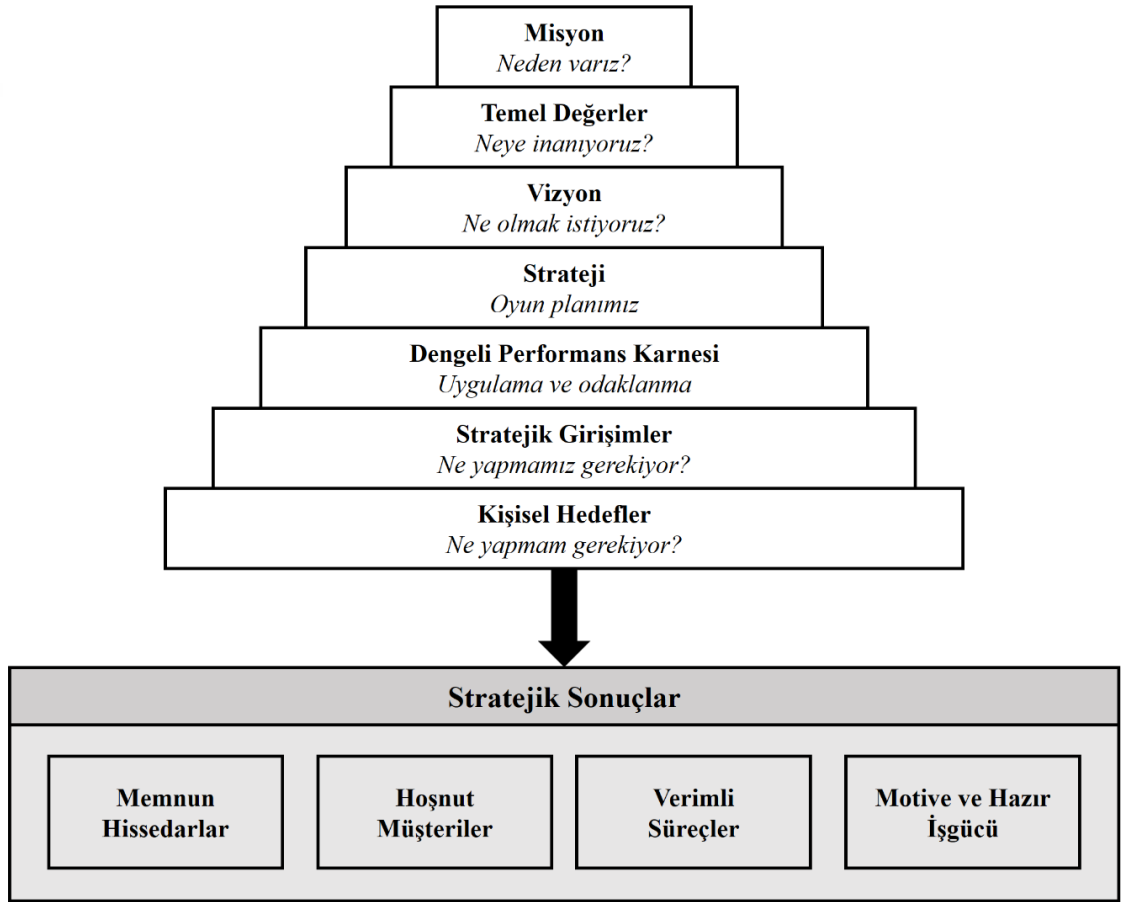 Misyon
Neden varız?
Temel Değerler
Neye inanıyoruz?
Vizyon
Ne olmak istiyoruz?
Strateji
Oyun planımız
Dengeli Performans Karnesi
Uygulama ve odaklanma
Stratejik Girişimler
Ne yapmamız gerekiyor?
Kişisel Hedefler
Ne yapmam gerekiyor?
Stratejik Sonuçlar
Memnun
Hissedarlar
Hoşnut
Müşteriler
Verimli
Süreçler
Motive ve Hazır
İşgücü